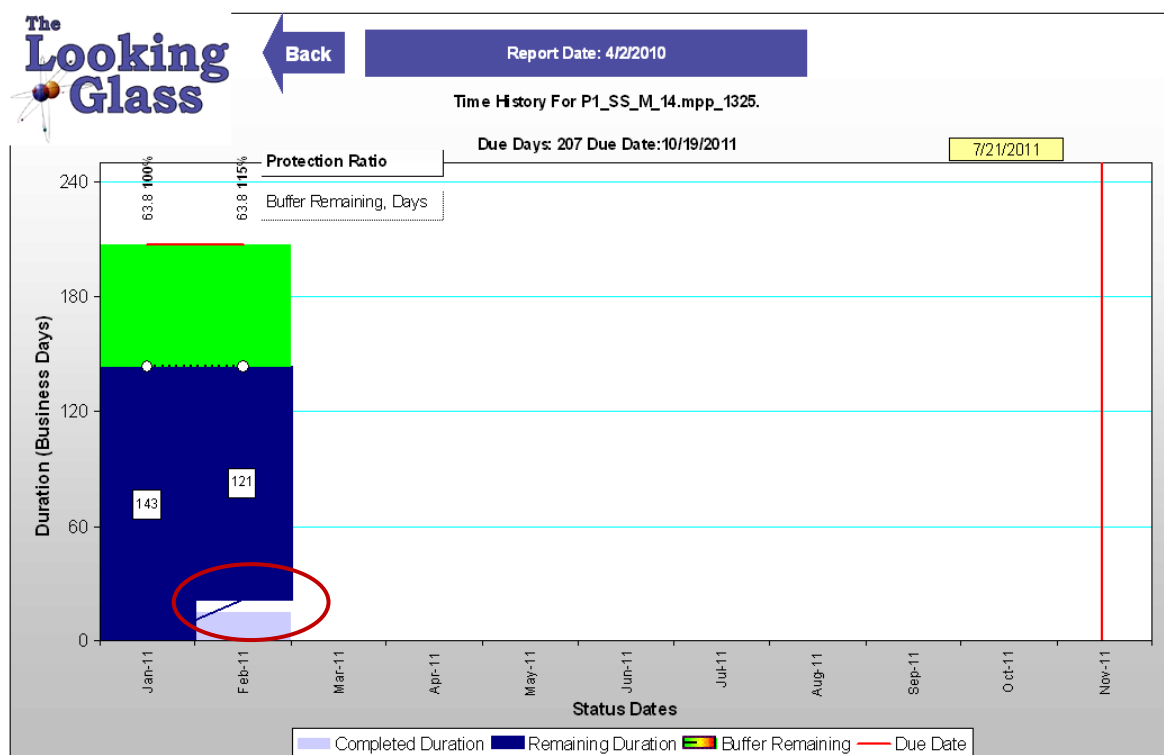 The
Looking
Glass
Back
Report Date: 4/2/2010
Time History For P1_SS_M_14.mpp_1325.
Due Days: 207 Due Date:10/19/2011
7/21/2011
Protection Ratio
Buffer Remaining, Days
63.8 100%
63.8 115%
240
180
120
60
0
Duration (Business Days)
143
121
Jan-11
Feb-11
Mar-11
Apr-11
May-11
Jun-11
Jul-11
Aug-11
Sep-11
Oct-11
Nov-11
Status Dates
Completed Duration
Remaining Duration
Buffer Remaining
Due Date